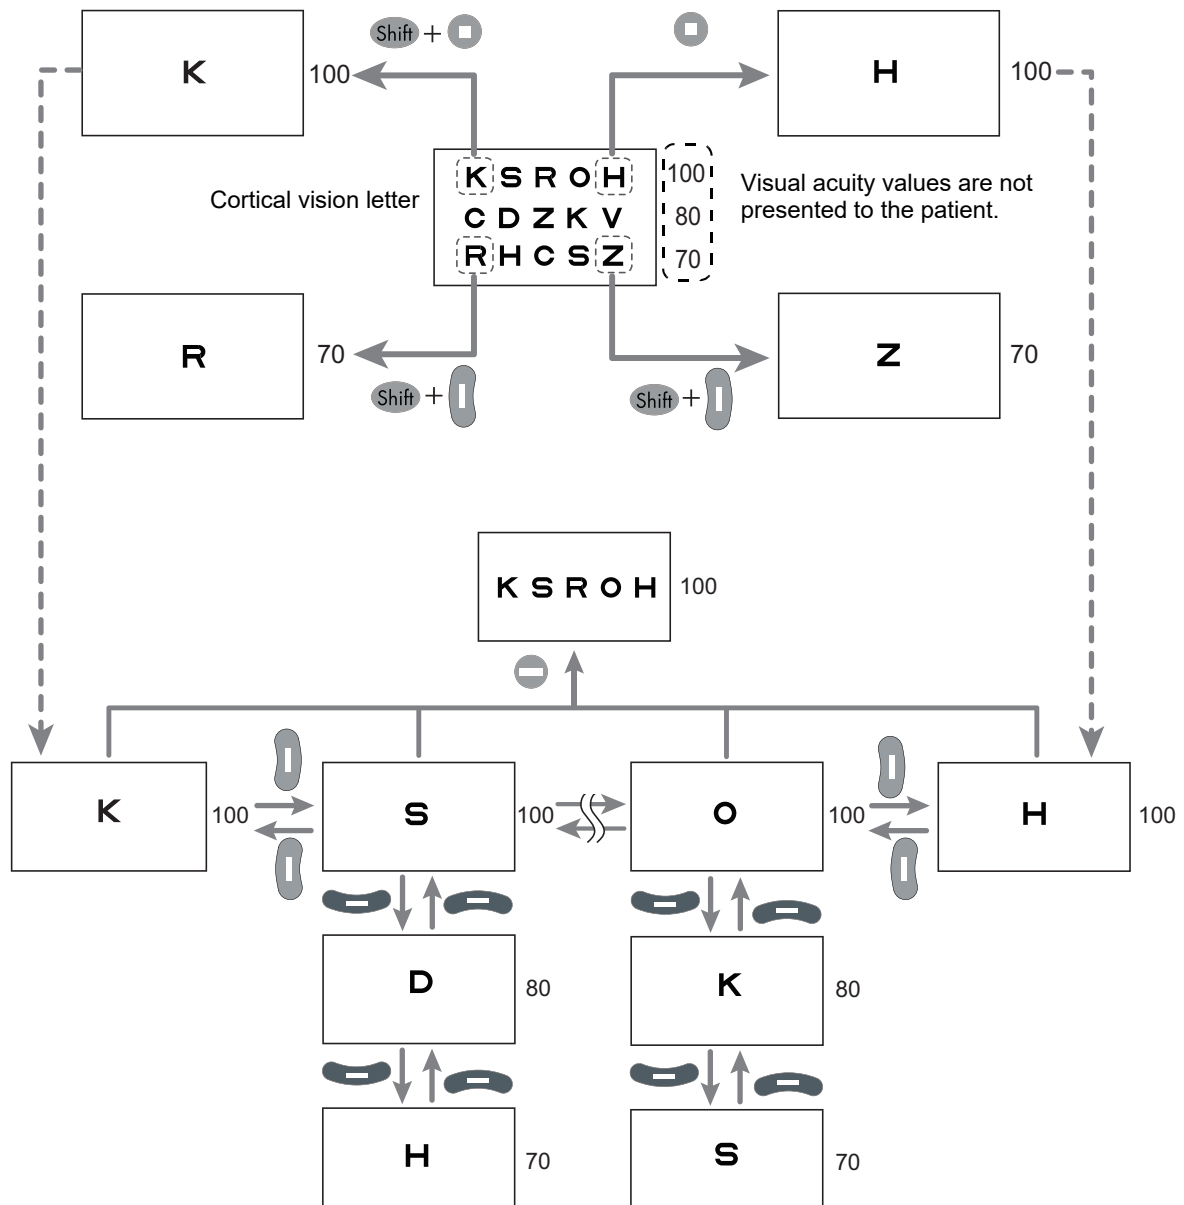 Shift +
K 100
H 100
K S R O H 100
C D Z K V 80
R H C S Z 70
Cortical vision letter
Visual acuity values are not
presented to the patient.
R 70
Z 70
Shift +
Shift +
K S R O H 100
K 100
S 100
O 100
H 100
D 80
K 80
H 70
S 70